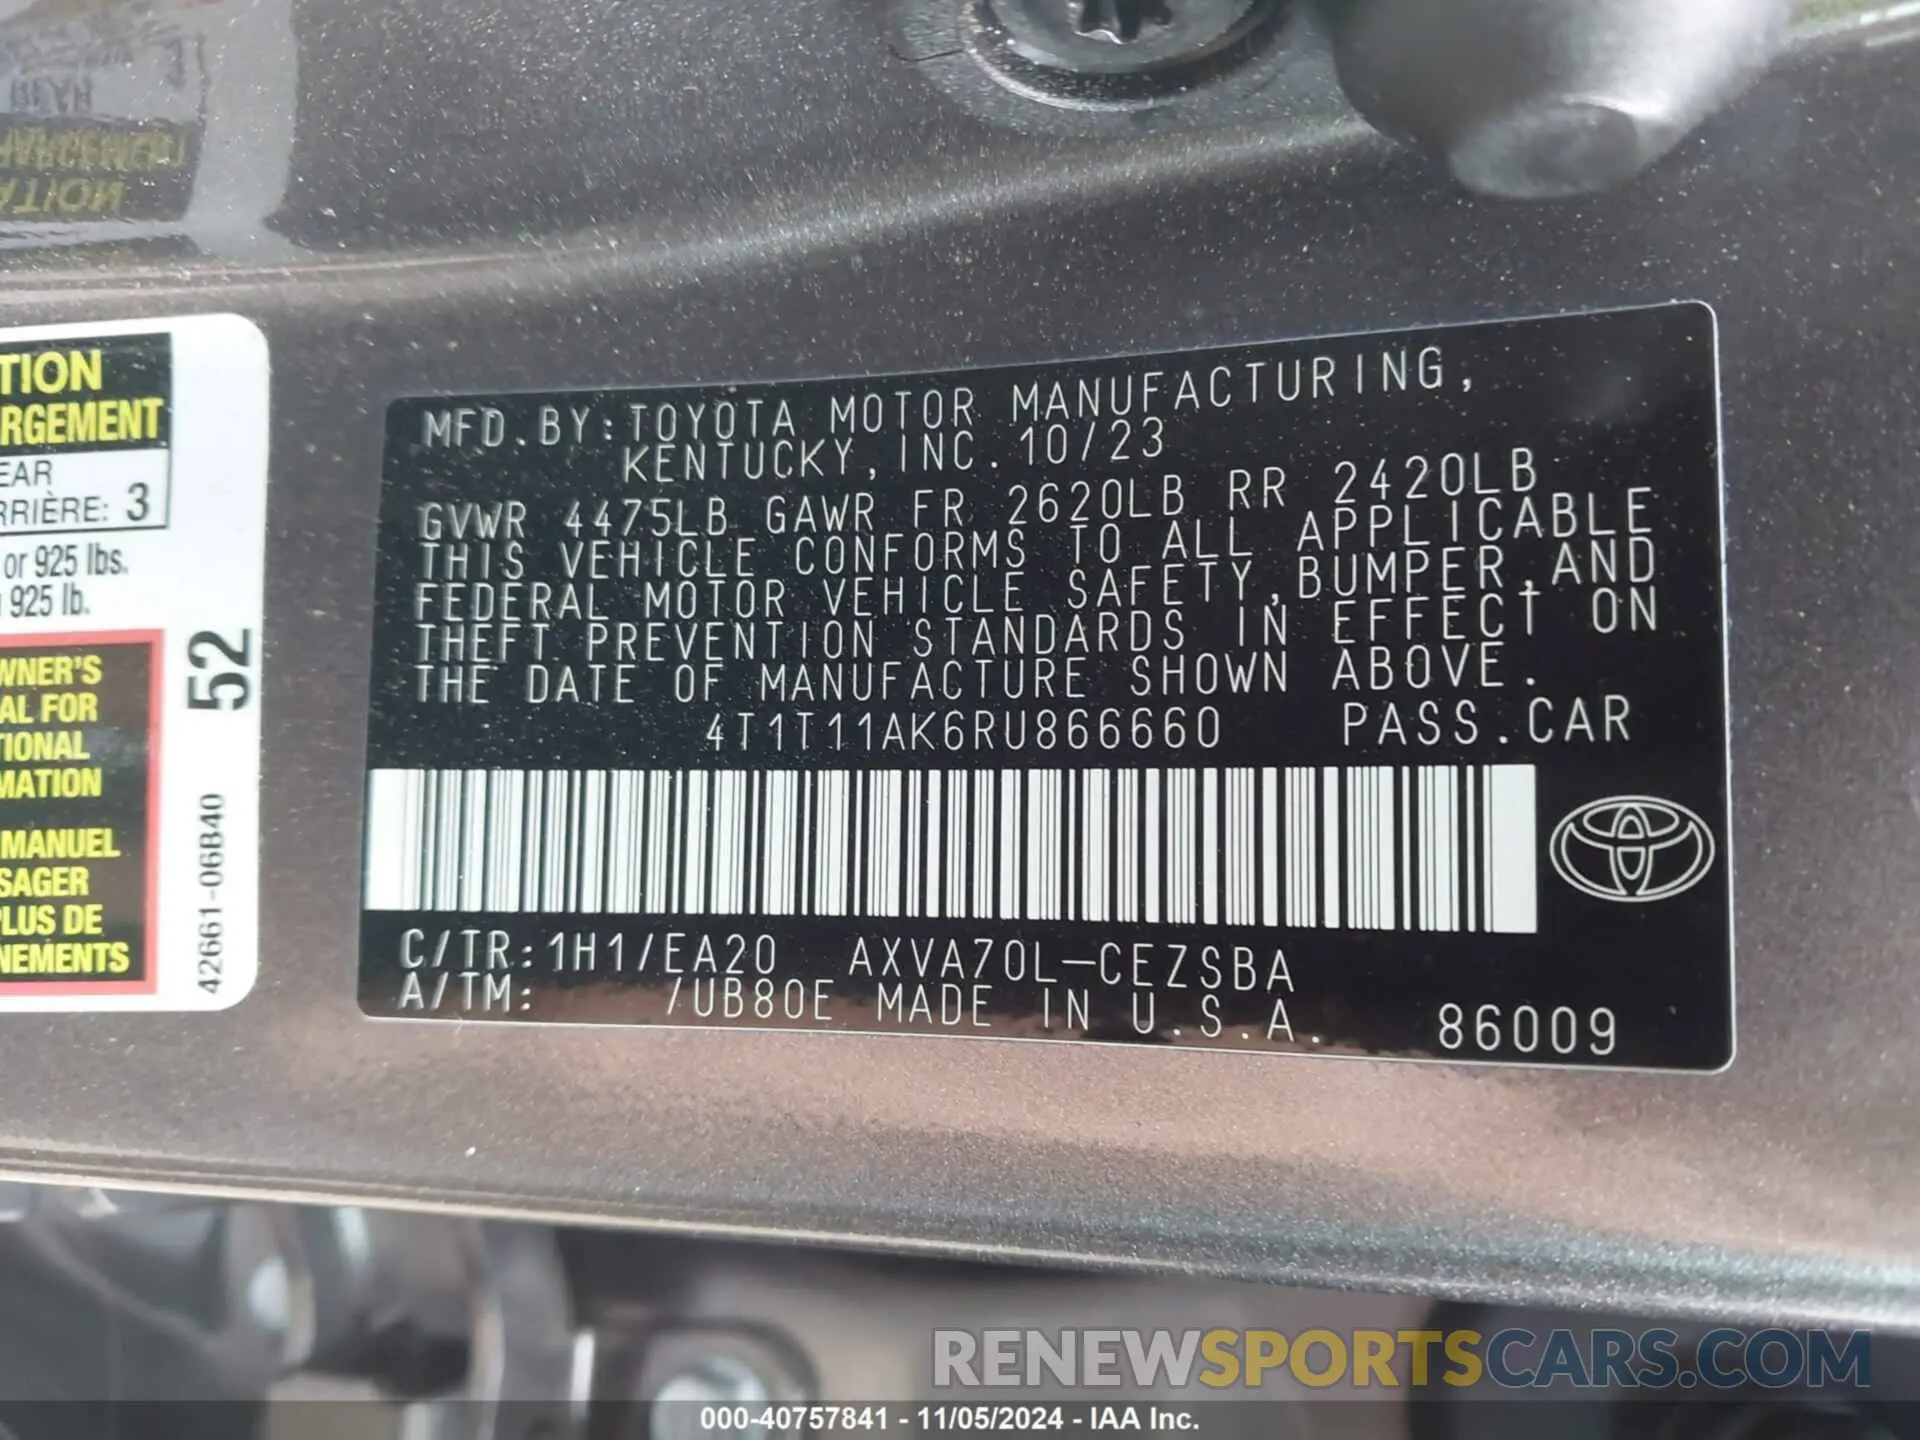 TION
RGEMENT
EAR
RRIÈRE: 3
or 925 lbs.
925 lb.
WNER'S
AL FOR
TIONAL
MATION
MANUEL
SAGER
PLUS DE
NEMENTS
52
42661-06B40
MFD.BY:TOYOTA MOTOR MANUFACTURING,
KENTUCKY,INC.10/23
GVWR 4475LB GAWR FR 2620LB RR 2420LB
THIS VEHICLE CONFORMS TO ALL APPLICABLE
FEDERAL MOTOR VEHICLE SAFETY,BUMPER,AND
THEFT PREVENTION STANDARDS IN EFFECT ON
THE DATE OF MANUFACTURE SHOWN ABOVE.
4T1T11AK6RU866660 PASS.CAR
C/TR:1H1/EA20 AXVA70L-CEZSBA
A/TM: /UB80E MADE IN U.S.A.
86009
RENEWSPORTSCARS.COM
000-40757841 - 11/05/2024 - IAA Inc.